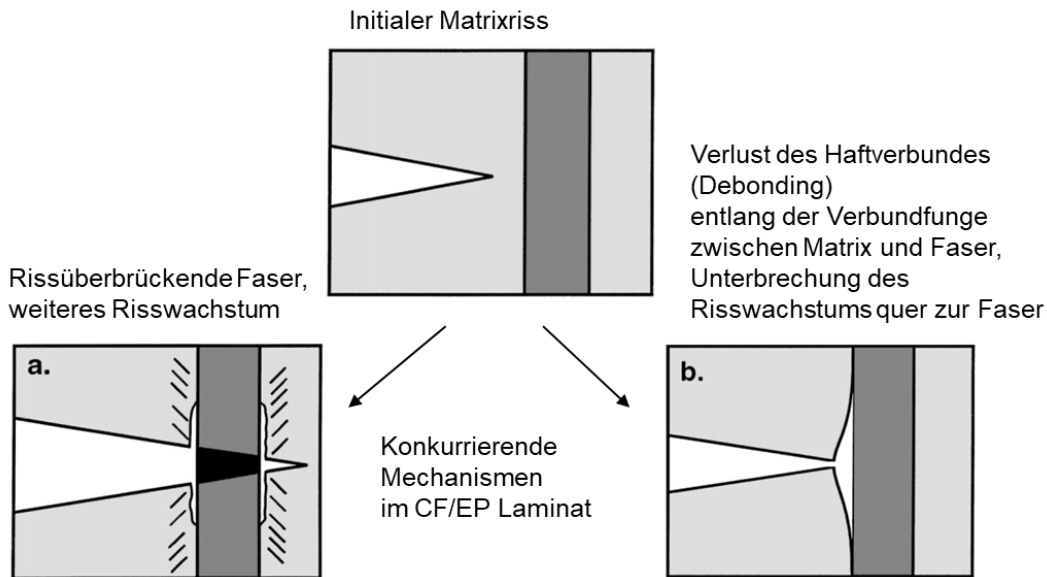 Initialer Matrixriss
Verlust des Haftverbundes
(Debonding)
entlang der Verbundfunge
zwischen Matrix und Faser,
Unterbrechung des
Risswachstums quer zur Faser
Rissüberbrückende Faser,
weiteres Risswachstum
a.
b.
Konkurrierende
Mechanismen
im CF/EP Laminat